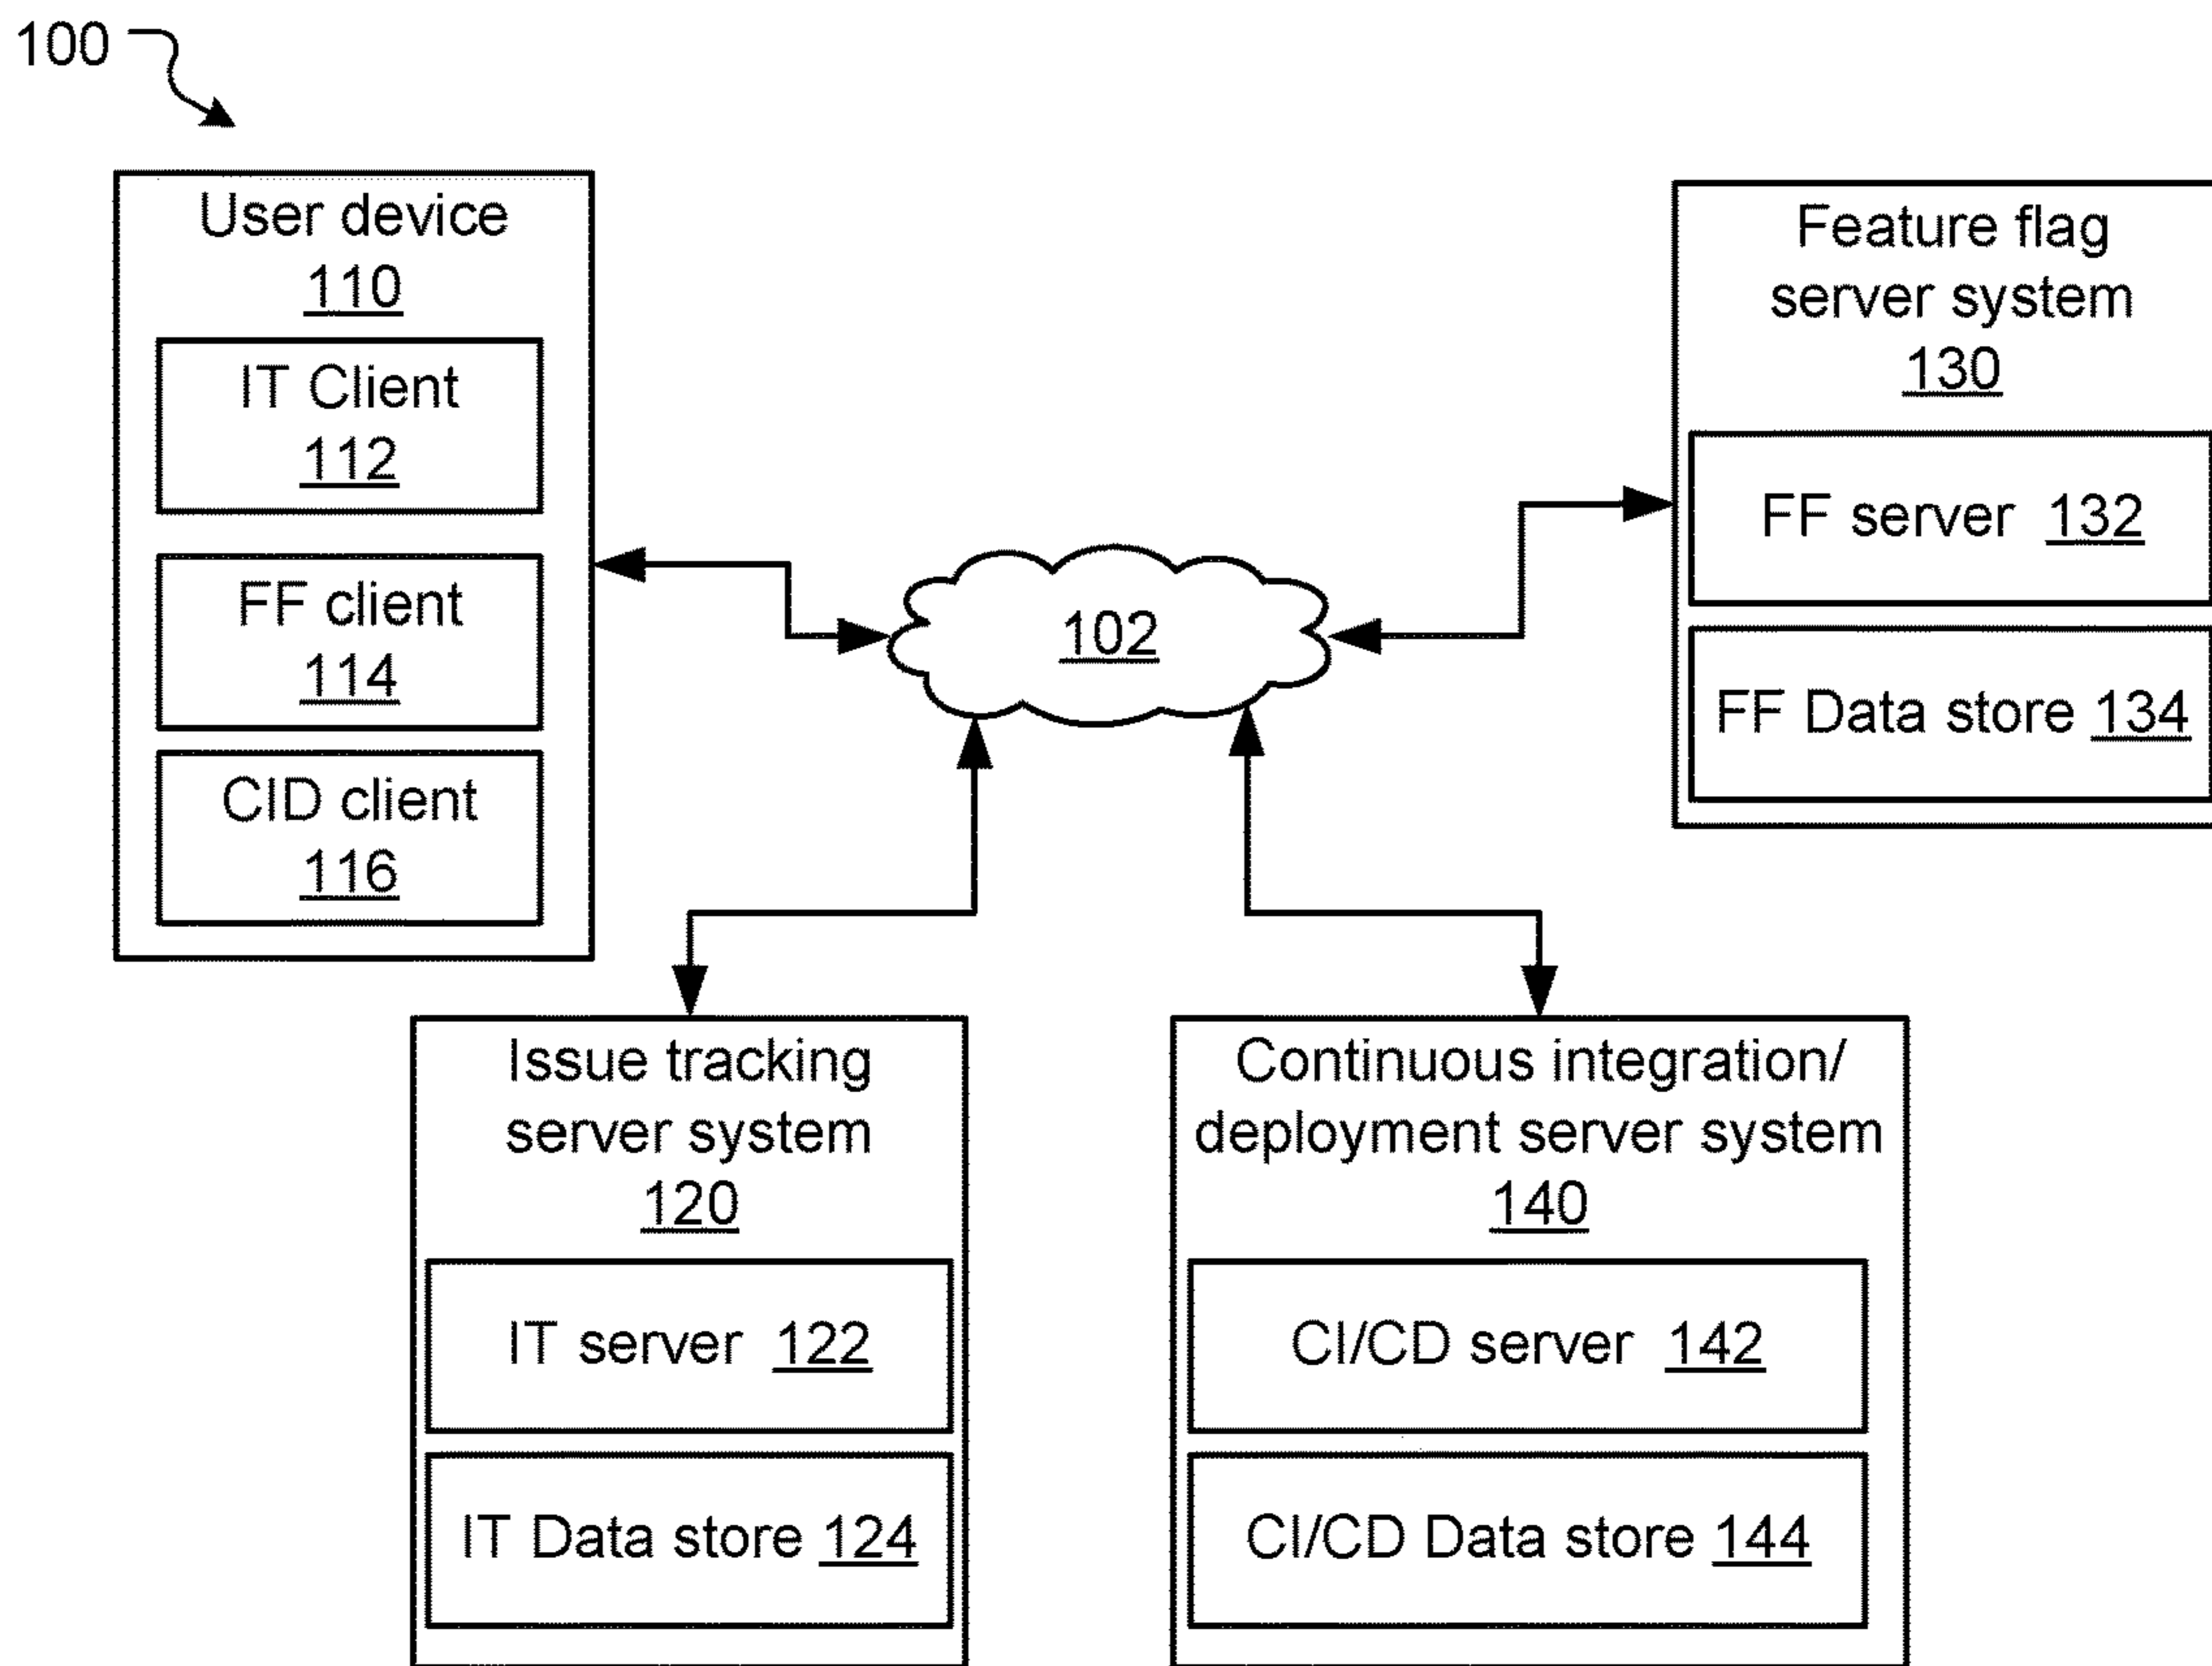 100
User device
110
IT Client
112
FF client
114
CID client
116
102
Feature flag
server system
130
FF server 132
FF Data store 134
Issue tracking
server system
120
IT server 122
IT Data store 124
Continuous integration/
deployment server system
140
CI/CD server 142
CI/CD Data store 144